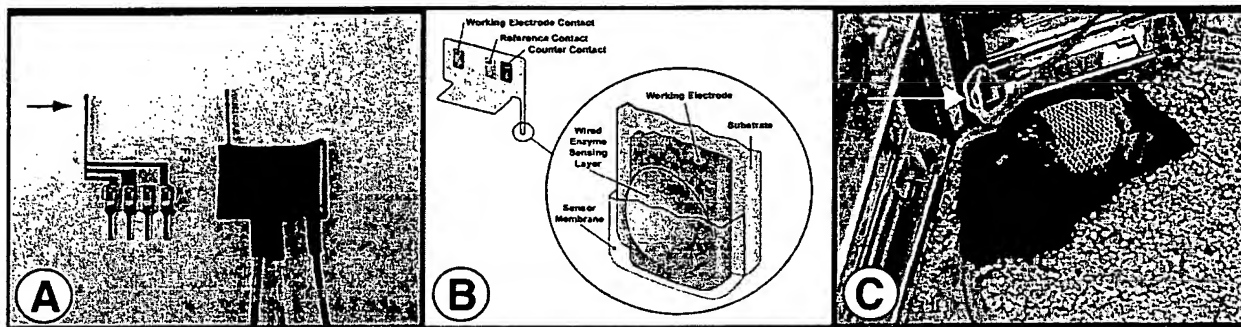 A
B
C
Working Electrode Contact
Reference Contact
Counter Contact
Working Electrode
Substrate
Wired
Enzyme
Sensing
Layer
Sensor
Membrane